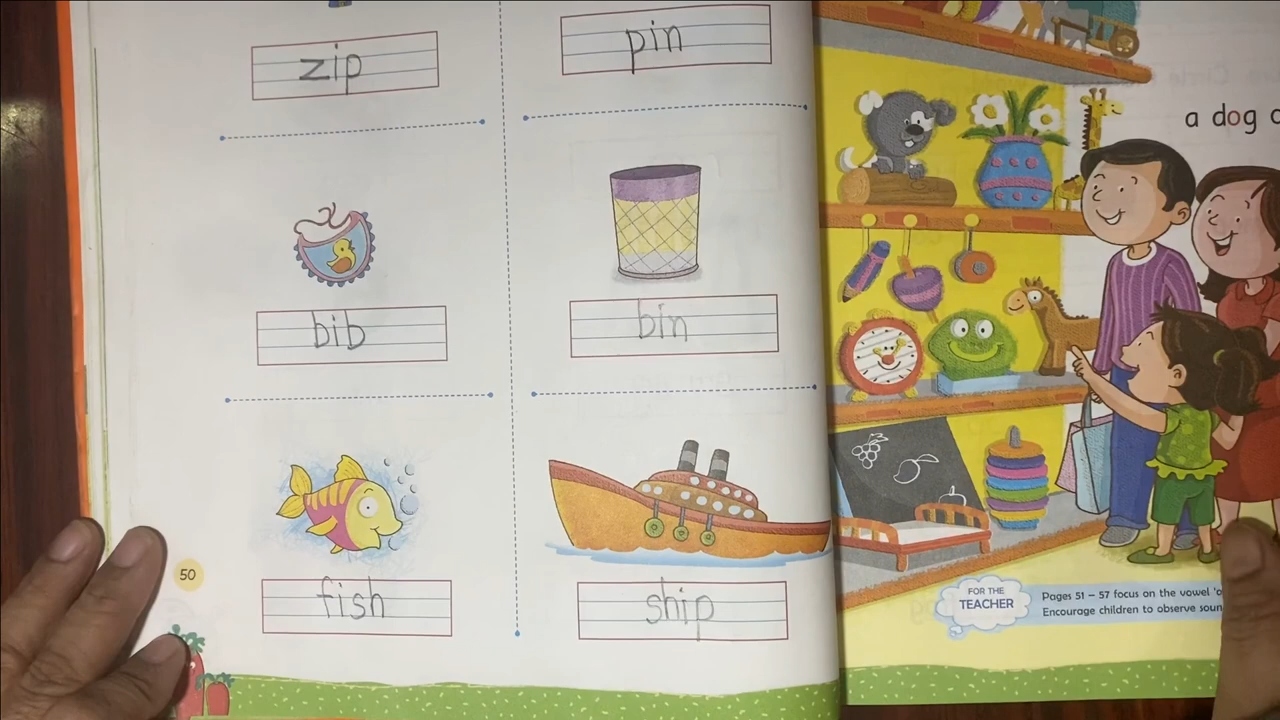 zip
pin
bib
bin
fish
ship
50
a dog
FOR THE
TEACHER
Pages 51 – 57 focus on the vowel
Encourage children to observe